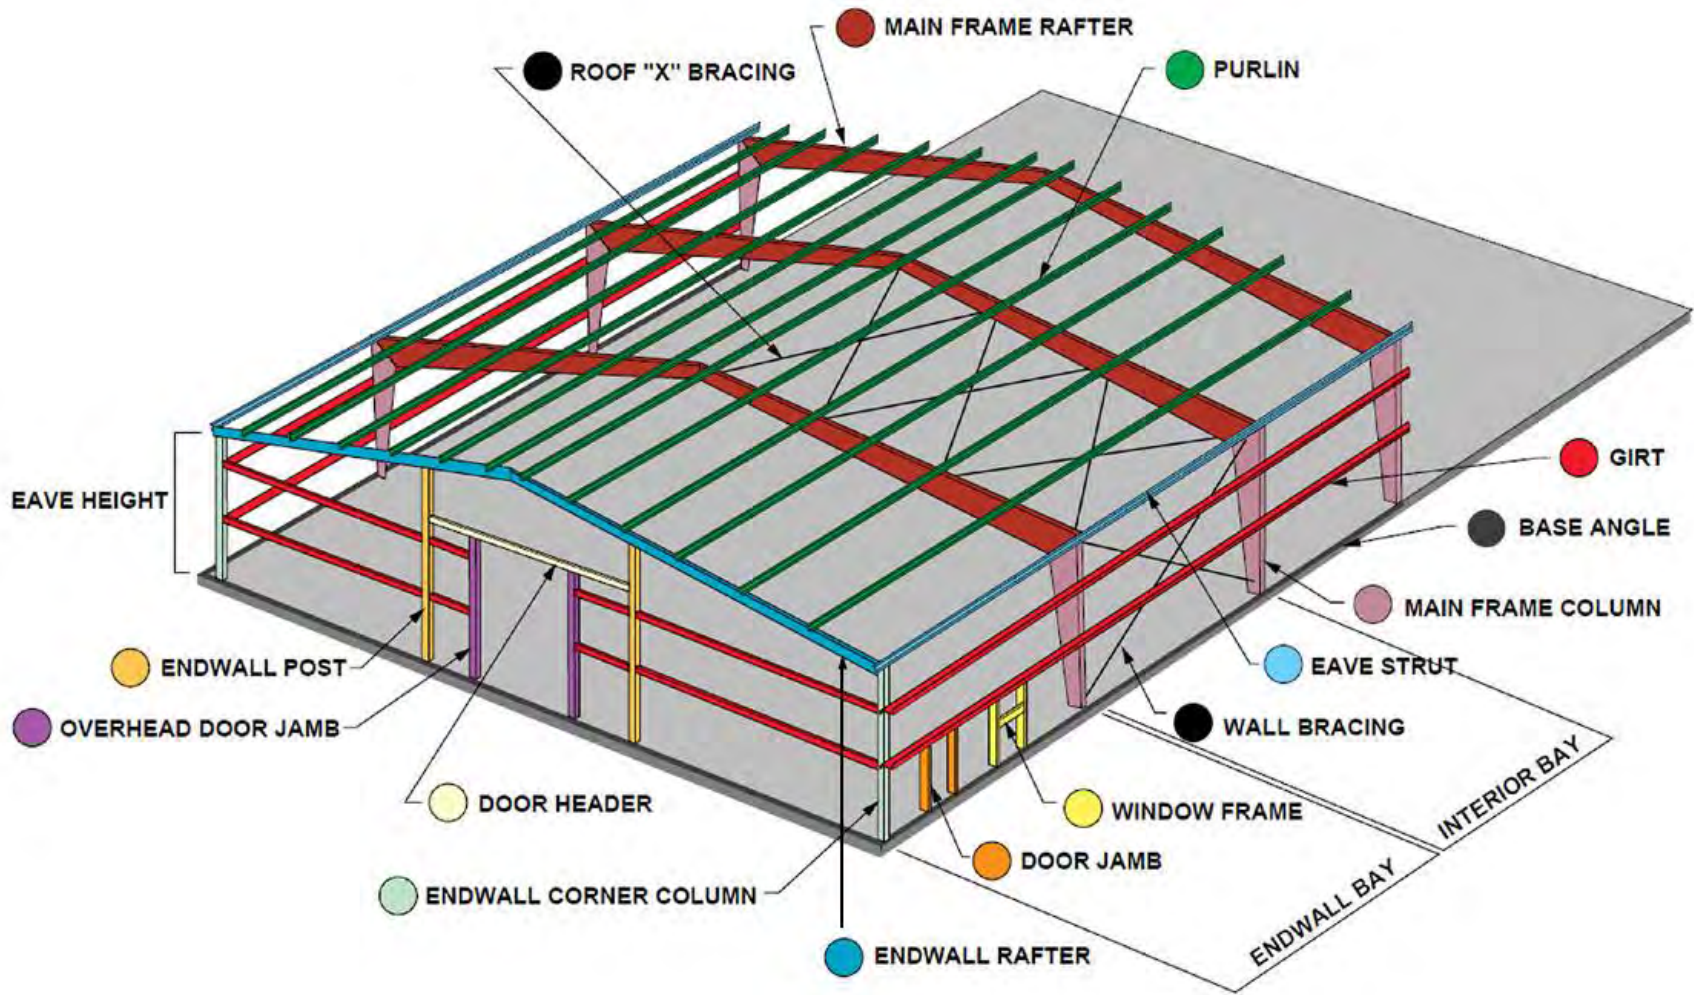 MAIN FRAME RAFTER
ROOF "X" BRACING
PURLIN
GIRT
EAVE HEIGHT
BASE ANGLE
MAIN FRAME COLUMN
ENDWALL POST
EAVE STRUT
OVERHEAD DOOR JAMB
WALL BRACING
DOOR HEADER
WINDOW FRAME
INTERIOR BAY
DOOR JAMB
ENDWALL CORNER COLUMN
ENDWALL BAY
ENDWALL RAFTER